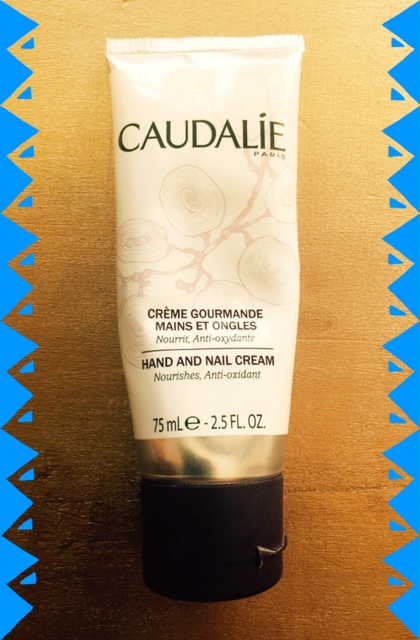 CAUDALÍE
PARIS
CRÈME GOURMANDE
MAINS ET ONGLES
Nourrit, Anti-oxydante
HAND AND NAIL CREAM
Nourishes, Anti-oxidant
75 mL e - 2.5 FL. OZ.